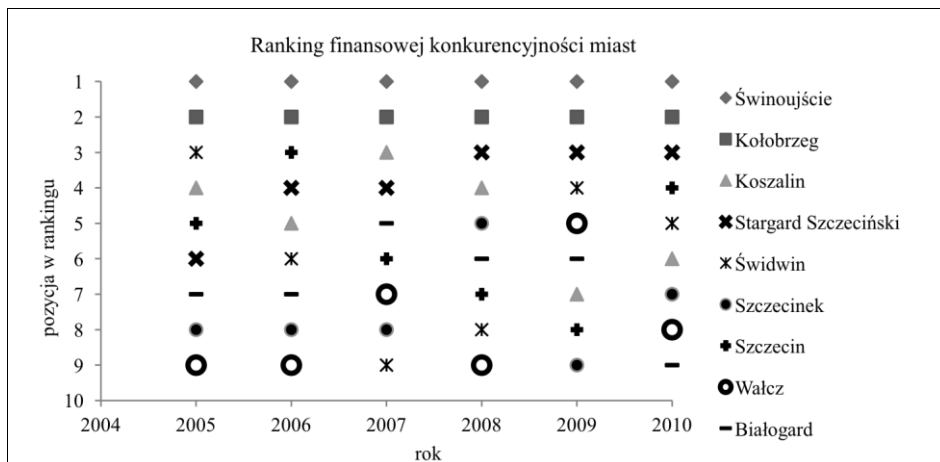 Ranking finansowej konkurencyjności miast
pozycja w rankingu
1
2
3
4
5
6
7
8
9
10
2004 2005 2006 2007 2008 2009 2010
rok
Świnoujście
Kołobrzeg
Koszalin
Stargard Szczeciński
Świdwin
Szczecinek
Szczecin
Wałcz
Białogard